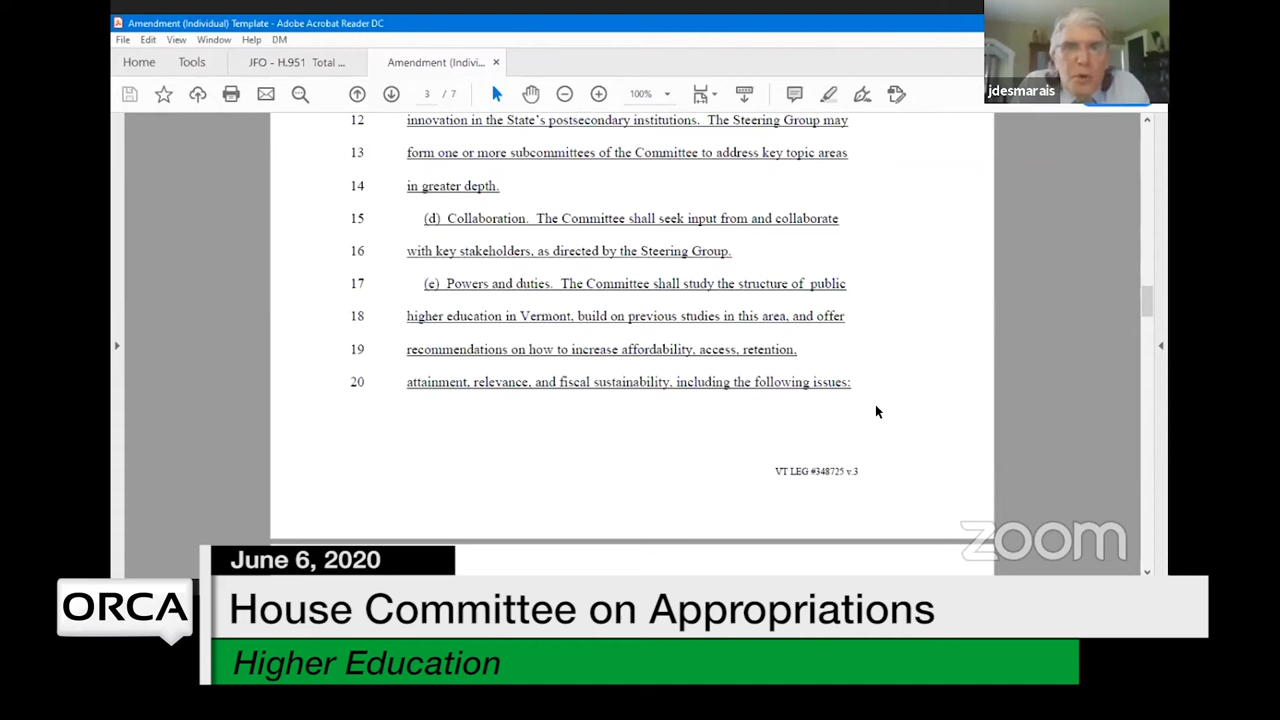 Amendment (Individual) Template - Adobe Acrobat Reader DC
File Edit View Window Help DM
Home Tools JFO - H.951 Total ... Amendment (Indivi... ×
3 / 7 100%
jdesmarais
12 innovation in the State's postsecondary institutions. The Steering Group may
13 form one or more subcommittees of the Committee to address key topic areas
14 in greater depth.
15 (d) Collaboration. The Committee shall seek input from and collaborate
16 with key stakeholders, as directed by the Steering Group.
17 (e) Powers and duties. The Committee shall study the structure of public
18 higher education in Vermont, build on previous studies in this area, and offer
19 recommendations on how to increase affordability, access, retention,
20 attainment, relevance, and fiscal sustainability, including the following issues:
VT LEG #348725 v.3
zoom
June 6, 2020
ORCA
House Committee on Appropriations
Higher Education